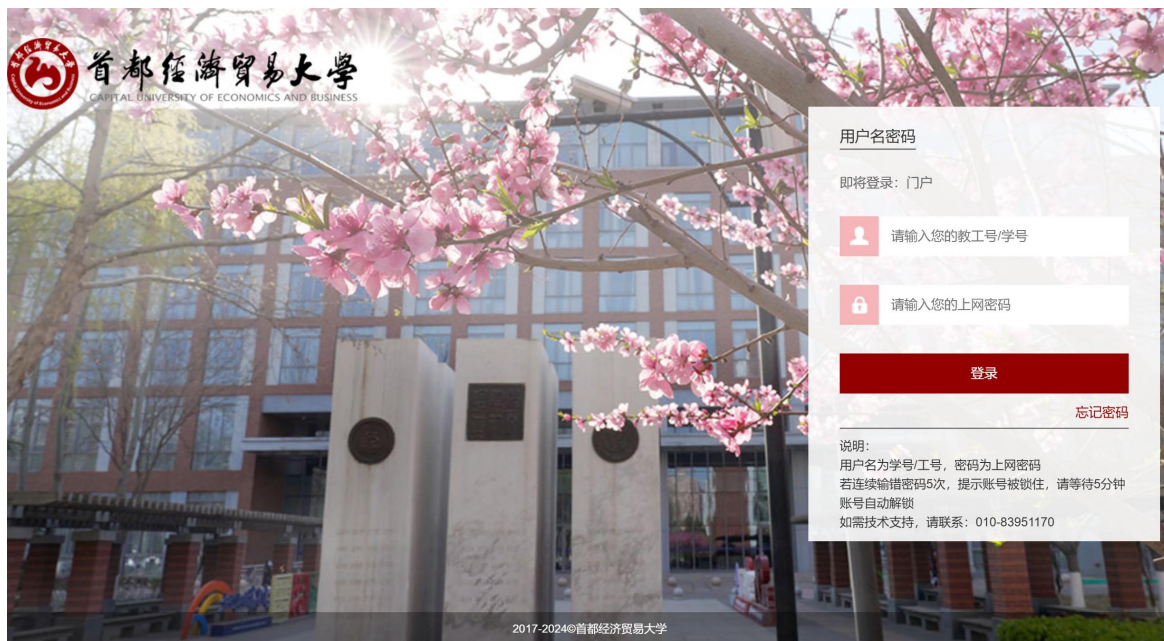 首都經濟貿易大學
CAPITAL UNIVERSITY OF ECONOMICS AND BUSINESS
用户名密码
即将登录：门户
请输入您的教工号/学号
请输入您的上网密码
登录
忘记密码
说明：
用户名为学号/工号，密码为上网密码
若连续输错密码5次，提示账号被锁住，请等待5分钟
账号自动解锁
如需技术支持，请联系：010-83951170
2017-2024©首都经济贸易大学